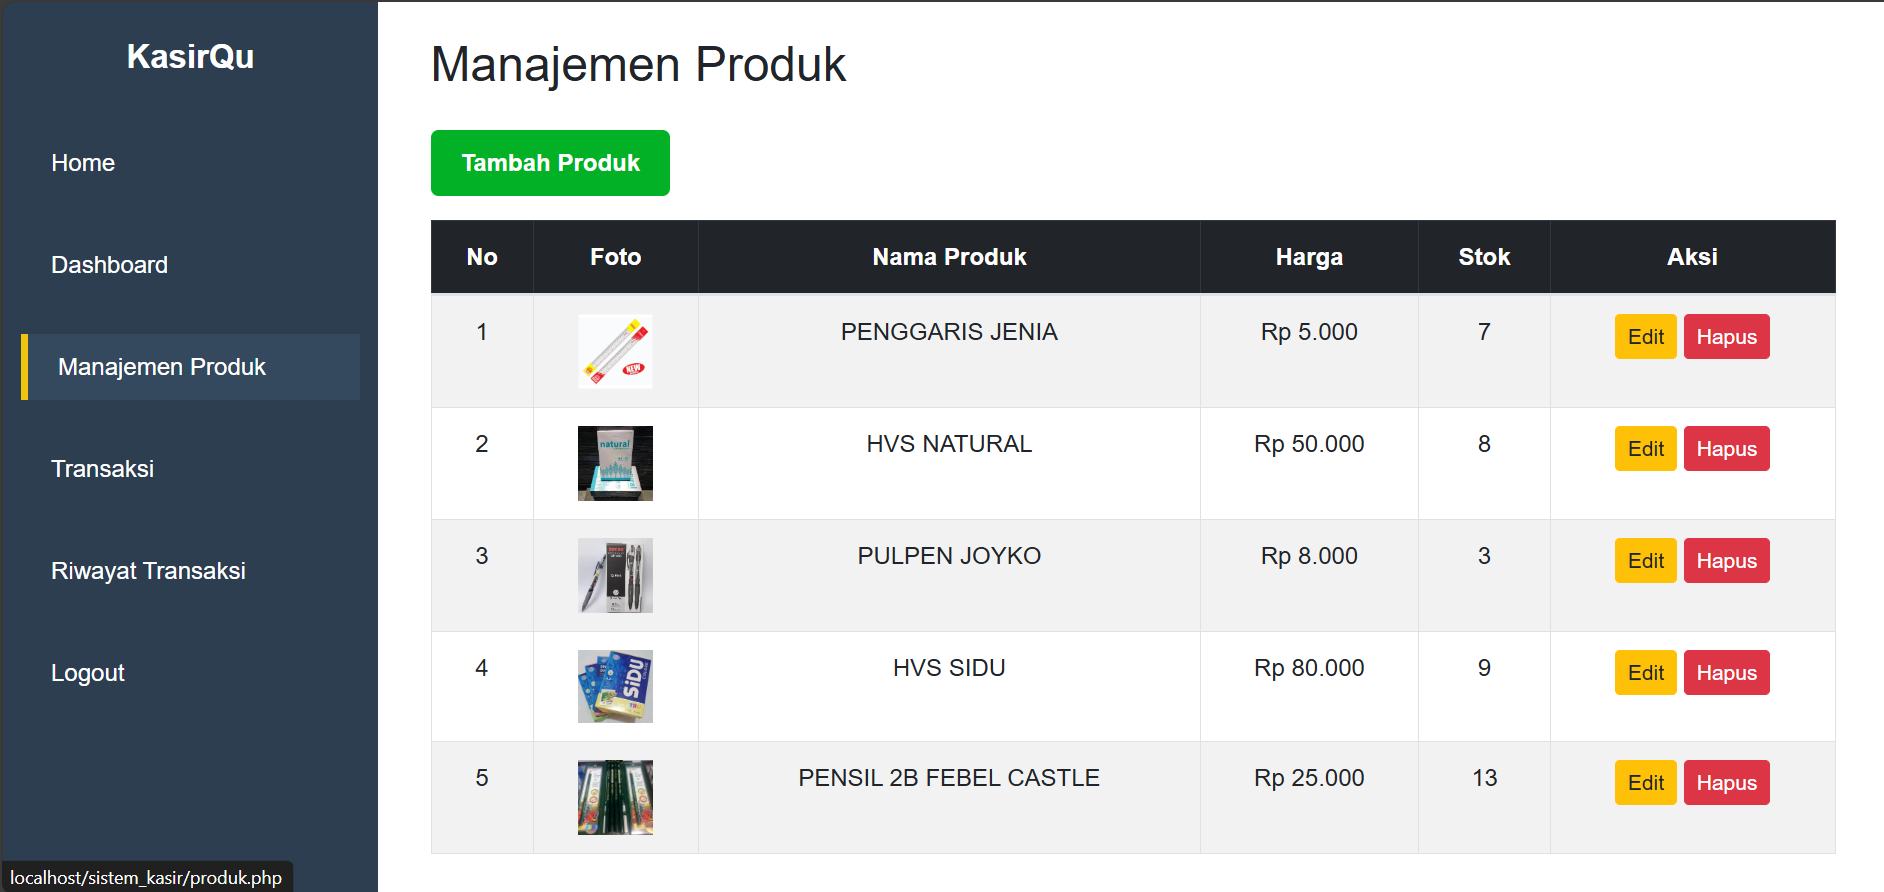 KasirQu
Home
Dashboard
Manajemen Produk
Transaksi
Riwayat Transaksi
Logout
Manajemen Produk
Tambah Produk
No Foto Nama Produk Harga Stok Aksi
1 NEW PENGGARIS JENIA Rp 5.000 7 Edit Hapus
2 natural HVS NATURAL Rp 50.000 8 Edit Hapus
3 PULPEN JOYKO Rp 8.000 3 Edit Hapus
4 SiDU HVS SIDU Rp 80.000 9 Edit Hapus
5 PENSIL 2B FEBEL CASTLE Rp 25.000 13 Edit Hapus
localhost/sistem_kasir/produk.php